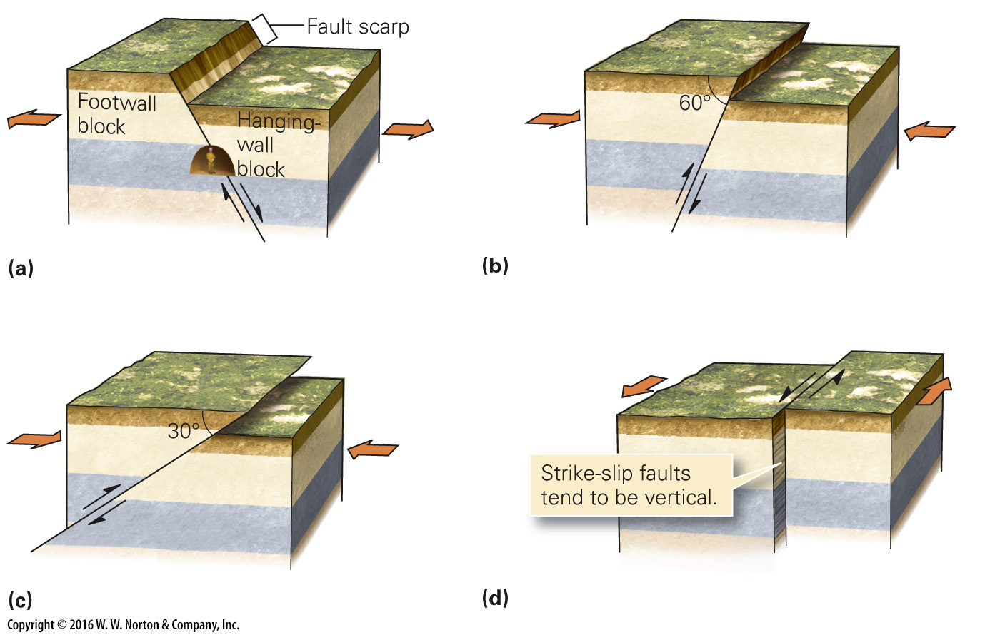 Fault scarp
Footwall
block
Hanging-
wall
block
(a)
60°
(b)
30°
(c)
Strike-slip faults
tend to be vertical.
(d)
Copyright © 2016 W. W. Norton & Company, Inc.